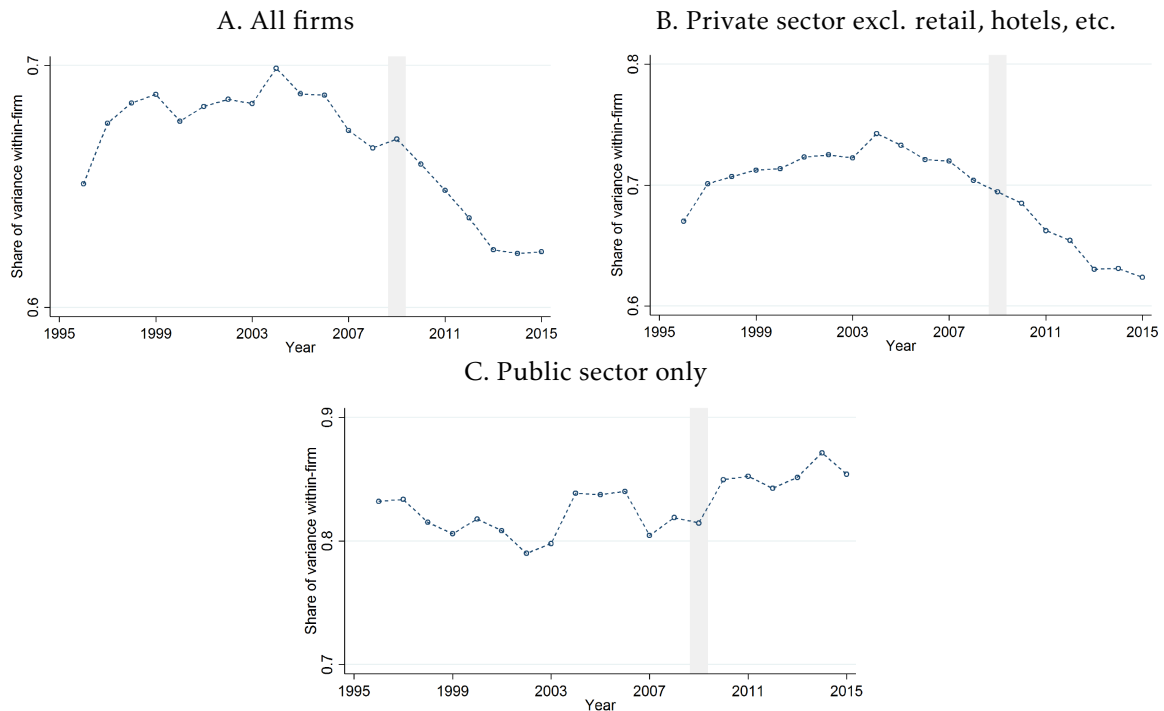 A. All firms
Share of variance within-firm
0.7
0.6
1995 1999 2003 2007 2011 2015
Year
B. Private sector excl. retail, hotels, etc.
Share of variance within-firm
0.8
0.7
0.6
1995 1999 2003 2007 2011 2015
Year
C. Public sector only
Share of variance within-firm
0.9
0.8
0.7
1995 1999 2003 2007 2011 2015
Year